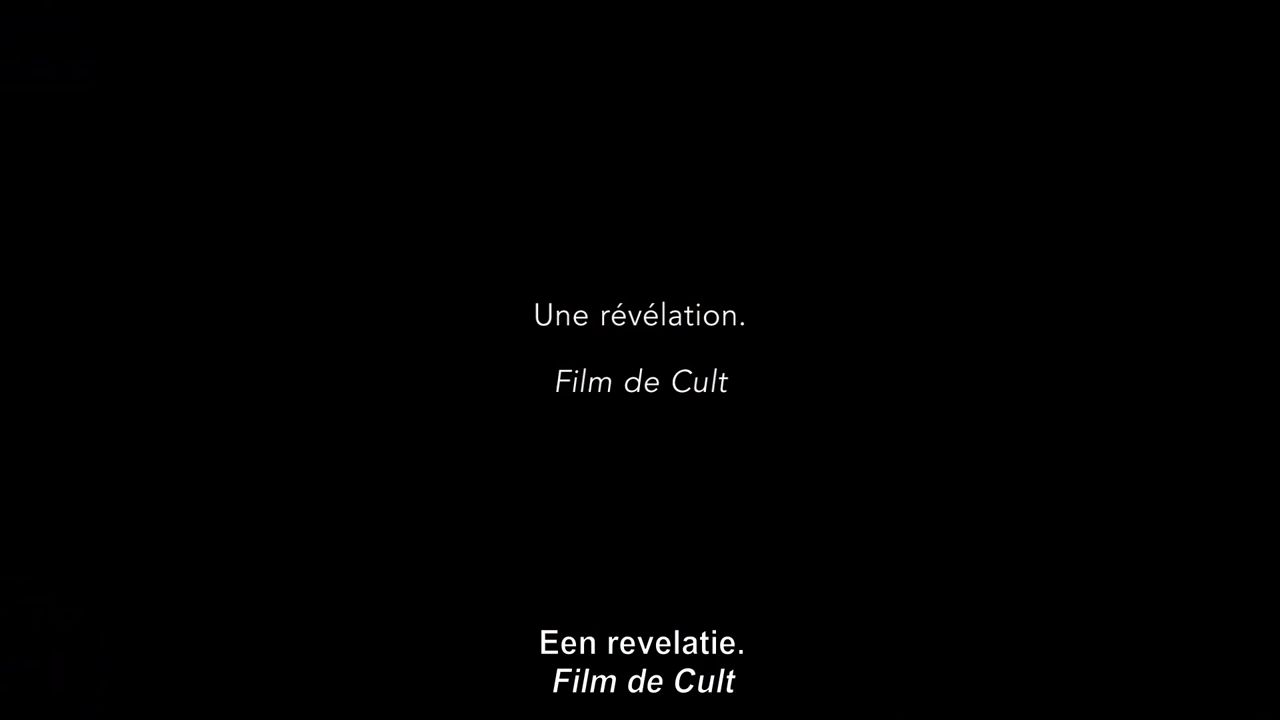 Une révélation.
Film de Cult
Een revelatie.
Film de Cult